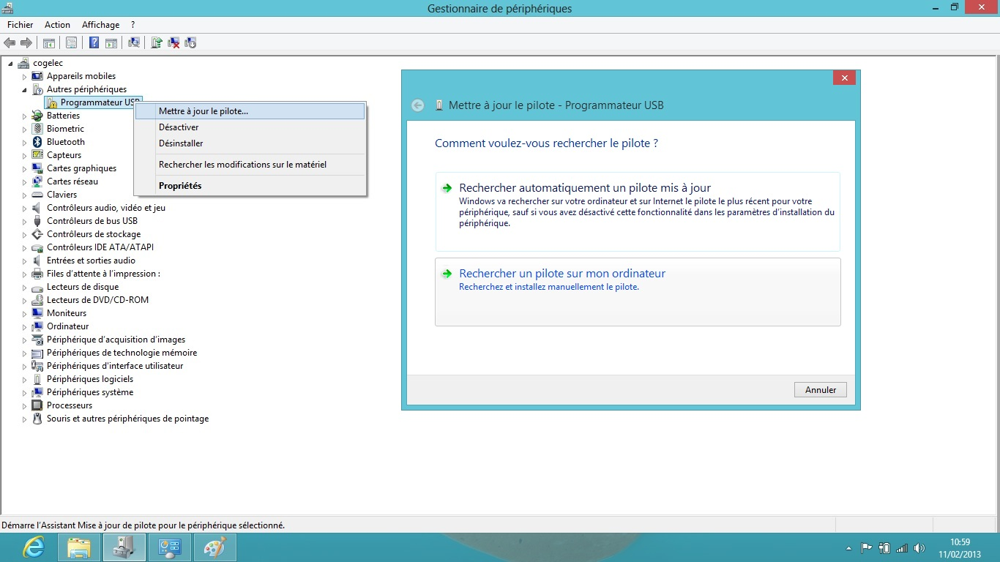 Gestionnaire de périphériques
Fichier Action Affichage ?
cogelec
Appareils mobiles
Autres périphériques
Programmateur USB
Batteries
Biometric
Bluetooth
Capteurs
Cartes graphiques
Cartes réseau
Claviers
Contrôleurs audio, vidéo et jeu
Contrôleurs de bus USB
Contrôleurs de stockage
Contrôleurs IDE ATA/ATAPI
Entrées et sorties audio
Files d'attente à l'impression :
Lecteurs de disque
Lecteurs de DVD/CD-ROM
Moniteurs
Ordinateur
Périphérique d'acquisition d'images
Périphériques de technologie mémoire
Périphériques d'interface utilisateur
Périphériques logiciels
Périphériques système
Processeurs
Souris et autres périphériques de pointage
Mettre à jour le pilote...
Désactiver
Désinstaller
Rechercher les modifications sur le matériel
Propriétés
Mettre à jour le pilote - Programmateur USB
Comment voulez-vous rechercher le pilote ?
Rechercher automatiquement un pilote mis à jour
Windows va rechercher sur votre ordinateur et sur Internet le pilote le plus récent pour votre
périphérique, sauf si vous avez désactivé cette fonctionnalité dans les paramètres d'installation du
périphérique.
Rechercher un pilote sur mon ordinateur
Recherchez et installez manuellement le pilote.
Annuler
Démarre l'Assistant Mise à jour de pilote pour le périphérique sélectionné.
10:59
11/02/2013